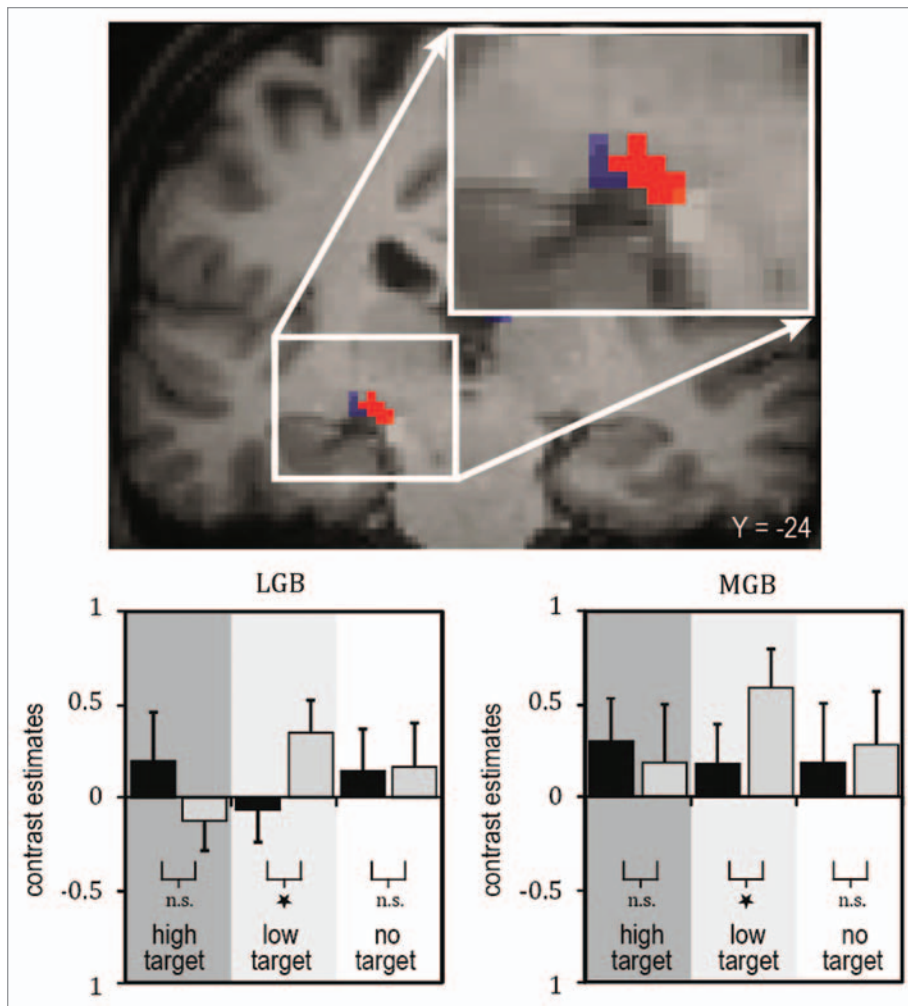 Y = -24
LGB
1
0.5
0
-0.5
1
contrast estimates
n.s.
★
n.s.
high
target
low
target
no
target
MGB
1
0.5
0
-0.5
1
contrast estimates
n.s.
★
n.s.
high
target
low
target
no
target